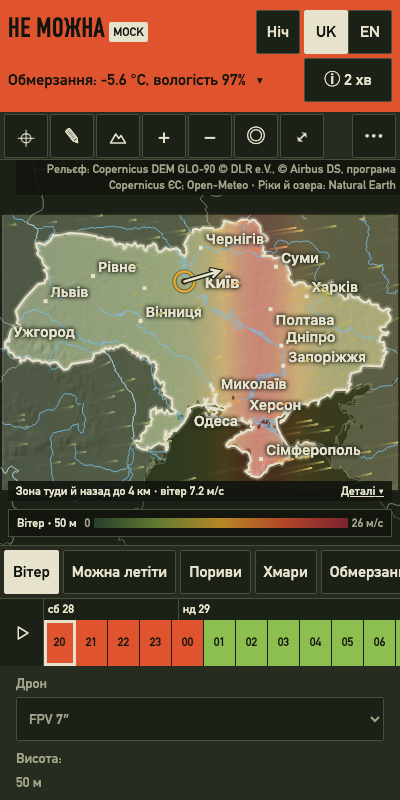 НЕ МОЖНА МОСК
Ніч
UK
EN
Обмерзання: -5.6 °C, вологість 97% ▾
ⓘ 2 хв
Рельєф: Copernicus DEM GLO-90 © DLR e.V., © Airbus DS, програма
Copernicus ЄС; Open-Meteo · Ріки й озера: Natural Earth
Чернігів
Суми
Рівне
Київ
Харків
Львів
Вінниця
Полтава
Ужгород
Дніпро
Запоріжжя
Миколаїв
Херсон
Одеса
Сімферополь
Зона туди й назад до 4 км · вітер 7.2 м/с
Деталі ▾
Вітер · 50 м 0
26 м/с
Вітер
Можна летіти
Пориви
Хмари
Обмерзан
сб 28
нд 29
20 21 22 23 00 01 02 03 04 05 06
Дрон
FPV 7″
Висота:
50 м